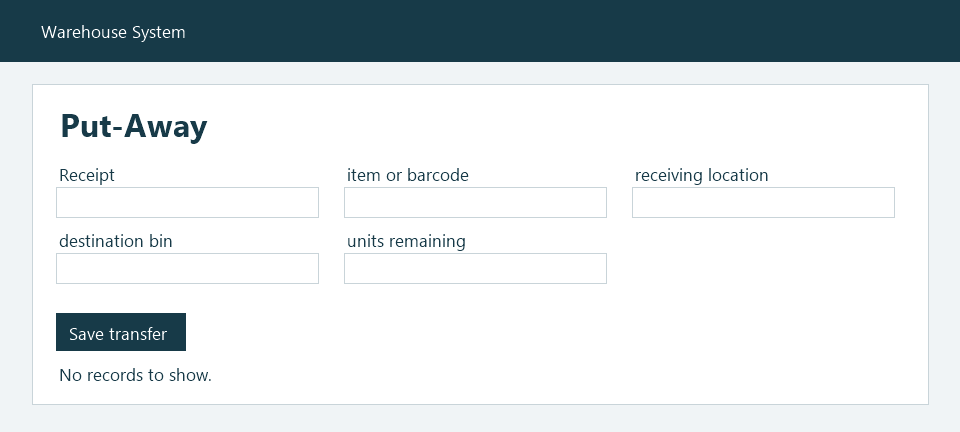 Warehouse System
Put-Away
Receipt
item or barcode
receiving location
destination bin
units remaining
Save transfer
No records to show.